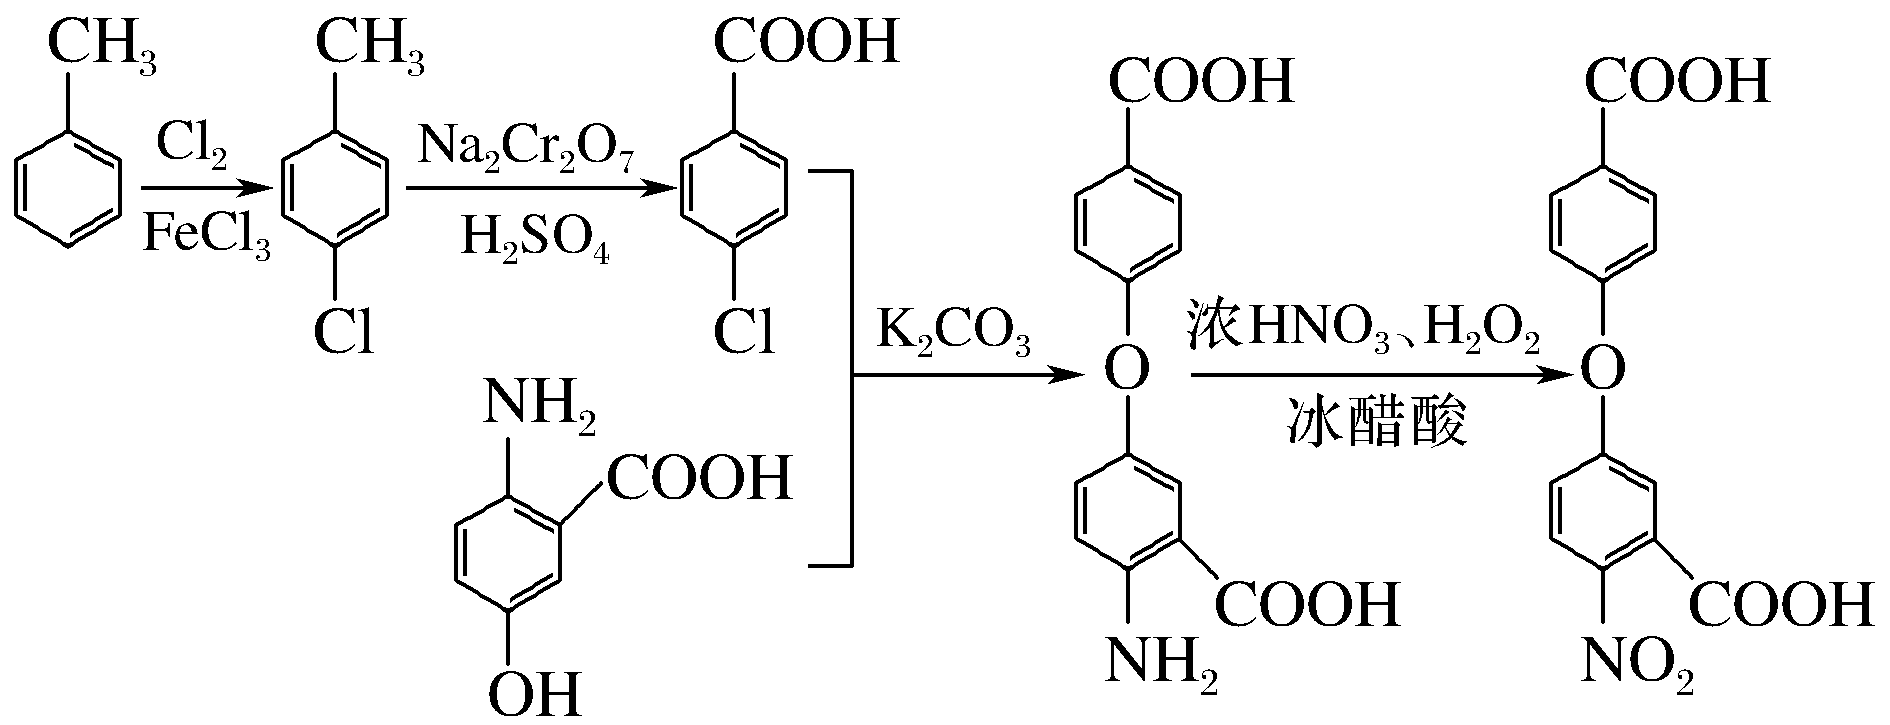 CH₃
Cl₂
FeCl₃
CH₃
Cl
Na₂Cr₂O₇
H₂SO₄
COOH
Cl
NH₂
COOH
OH
K₂CO₃
COOH
O
COOH
NH₂
浓HNO₃、H₂O₂
冰醋酸
COOH
O
COOH
NO₂